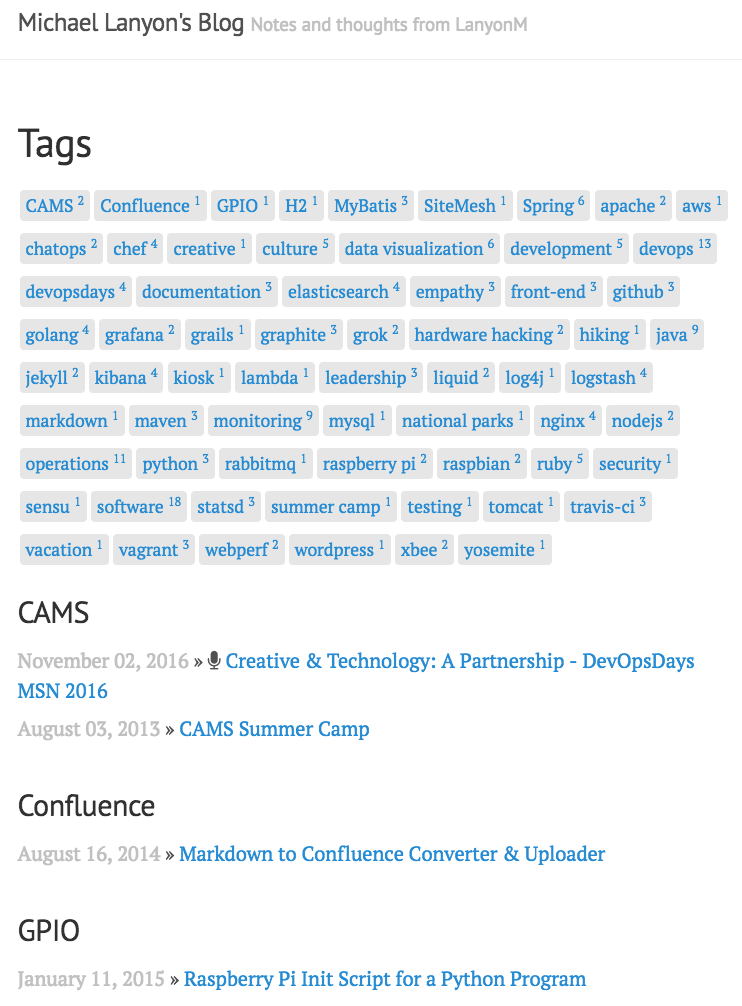 Michael Lanyon's Blog Notes and thoughts from LanyonM
Tags
CAMS 2 Confluence 1 GPIO 1 H2 1 MyBatis 3 SiteMesh 1 Spring 6 apache 2 aws 1
chatops 2 chef 4 creative 1 culture 5 data visualization 6 development 5 devops 13
devopsdays 4 documentation 3 elasticsearch 4 empathy 3 front-end 3 github 3
golang 4 grafana 2 grails 1 graphite 3 grok 2 hardware hacking 2 hiking 1 java 9
jekyll 2 kibana 4 kiosk 1 lambda 1 leadership 3 liquid 2 log4j 1 logstash 4
markdown 1 maven 3 monitoring 9 mysql 1 national parks 1 nginx 4 nodejs 2
operations 11 python 3 rabbitmq 1 raspberry pi 2 raspbian 2 ruby 5 security 1
sensu 1 software 18 statsd 3 summer camp 1 testing 1 tomcat 1 travis-ci 3
vacation 1 vagrant 3 webperf 2 wordpress 1 xbee 2 yosemite 1
CAMS
November 02, 2016 » Creative & Technology: A Partnership - DevOpsDays
MSN 2016
August 03, 2013 » CAMS Summer Camp
Confluence
August 16, 2014 » Markdown to Confluence Converter & Uploader
GPIO
January 11, 2015 » Raspberry Pi Init Script for a Python Program